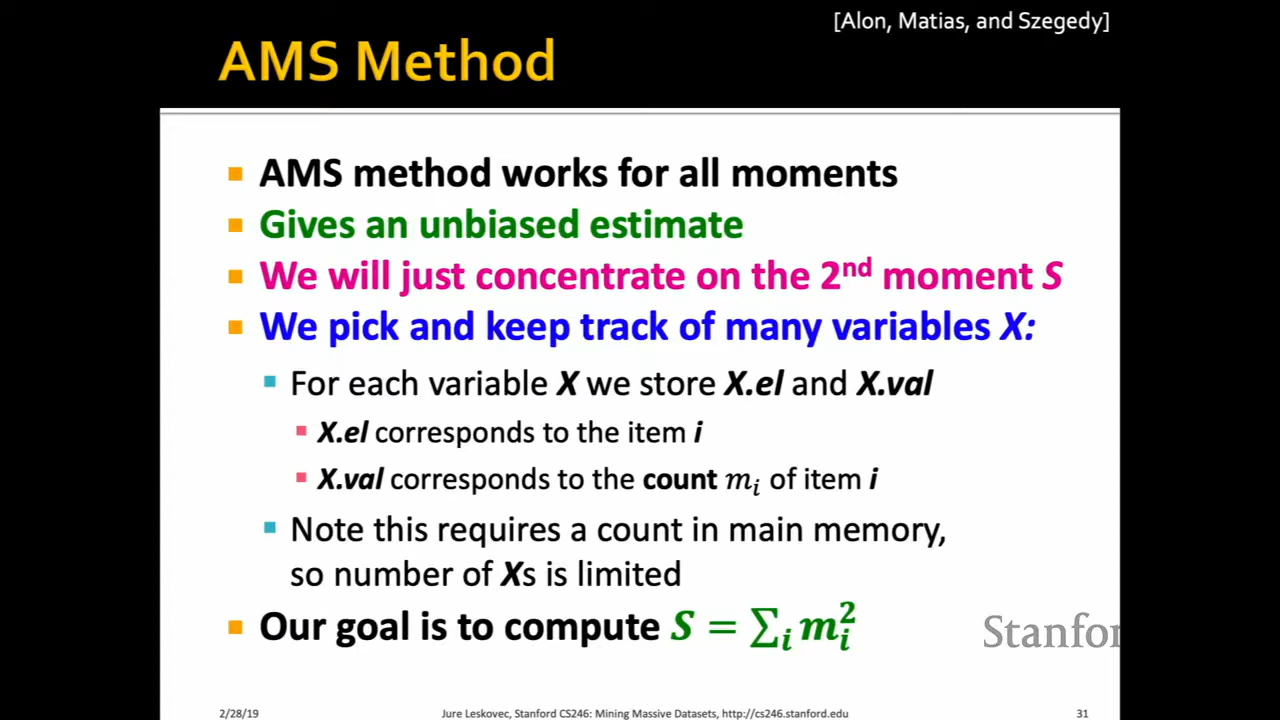 [Alon, Matias, and Szegedy]
AMS Method
AMS method works for all moments
Gives an unbiased estimate
We will just concentrate on the 2nd moment S
We pick and keep track of many variables X:
For each variable X we store X.el and X.val
X.el corresponds to the item i
X.val corresponds to the count mᵢ of item i
Note this requires a count in main memory,
so number of Xs is limited
Our goal is to compute S = ∑ᵢ mᵢ²
Stanfor
2/28/19
Jure Leskovec, Stanford CS246: Mining Massive Datasets, http://cs246.stanford.edu
31